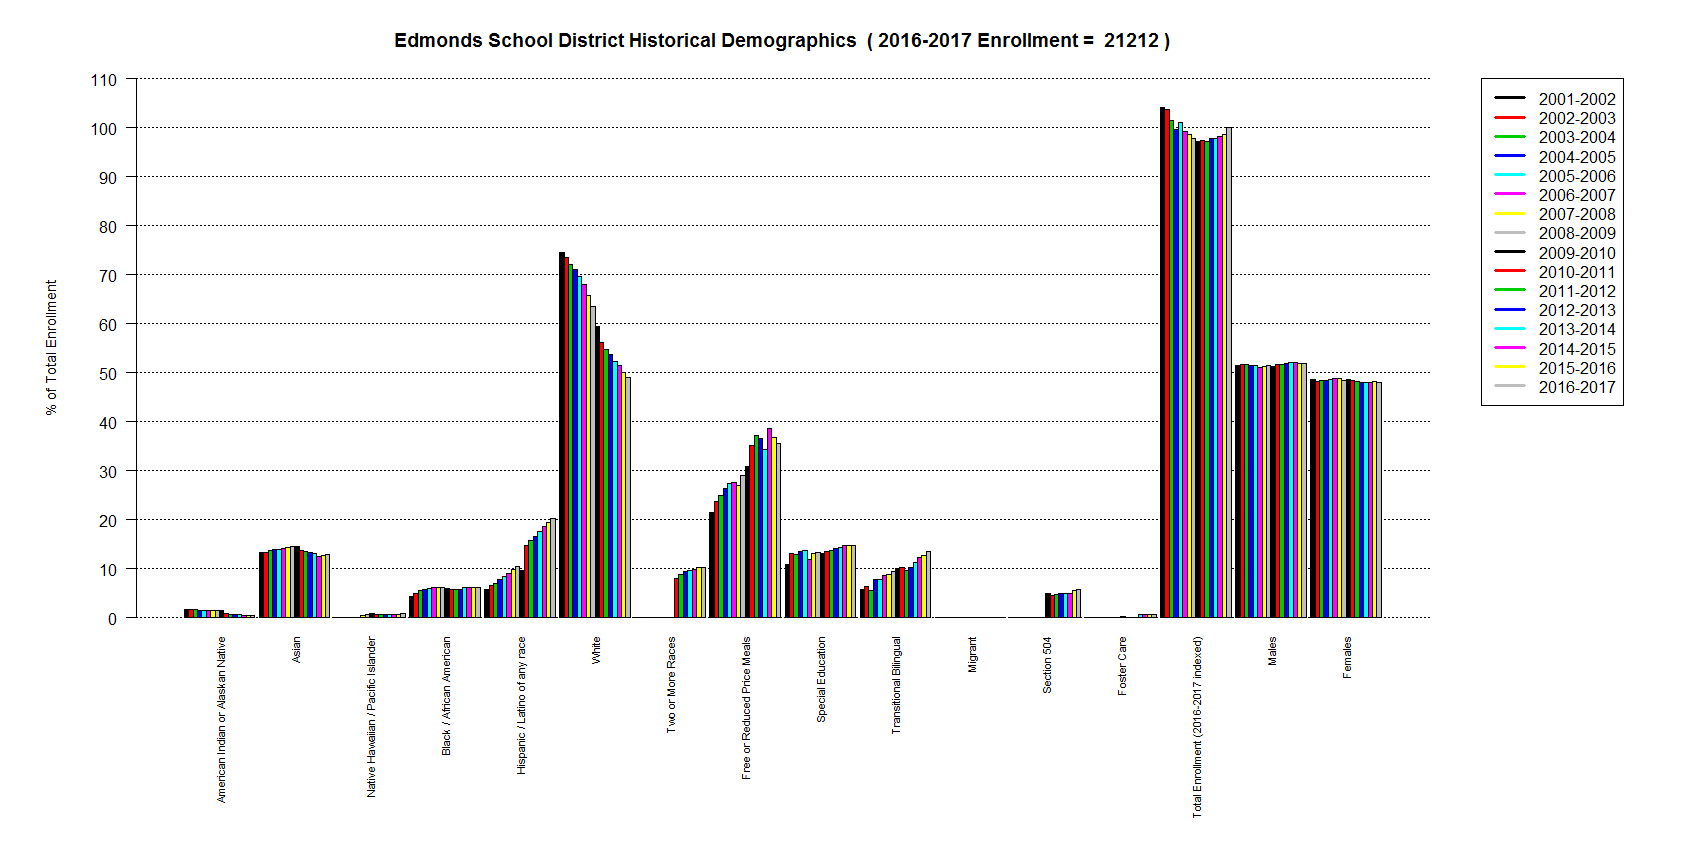 Edmonds School District Historical Demographics ( 2016-2017 Enrollment = 21212 )
% of Total Enrollment
110
100
90
80
70
60
50
40
30
20
10
0
American Indian or Alaskan Native
Asian
Native Hawaiian / Pacific Islander
Black / African American
Hispanic / Latino of any race
White
Two or More Races
Free or Reduced Price Meals
Special Education
Transitional Bilingual
Migrant
Section 504
Foster Care
Total Enrollment (2016-2017 indexed)
Males
Females
2001-2002
2002-2003
2003-2004
2004-2005
2005-2006
2006-2007
2007-2008
2008-2009
2009-2010
2010-2011
2011-2012
2012-2013
2013-2014
2014-2015
2015-2016
2016-2017